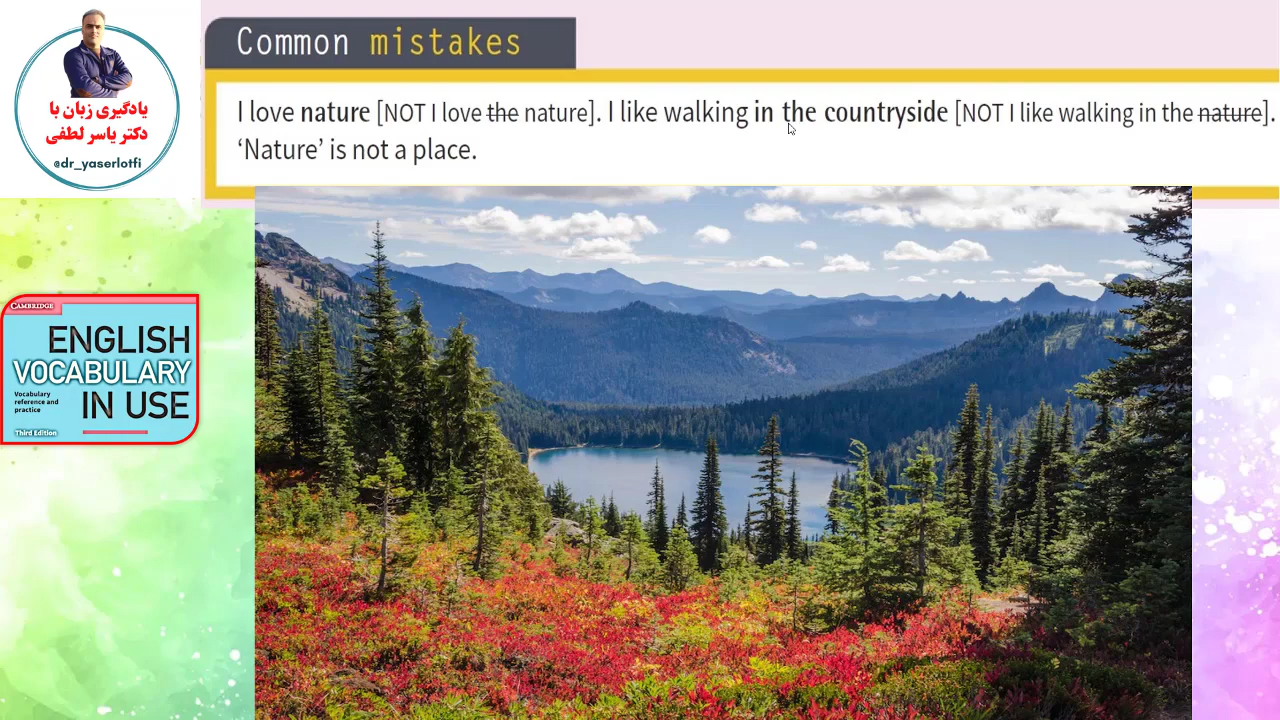 یادگیری زبان با
دکتر یاسر لطفی
@dr_yaserlotfi
Common mistakes
I love nature [NOT I love the nature]. I like walking in the countryside [NOT I like walking in the nature].
‘Nature’ is not a place.
CAMBRIDGE
ENGLISH
VOCABULARY
IN USE
Vocabulary
reference and
practice
Third Edition